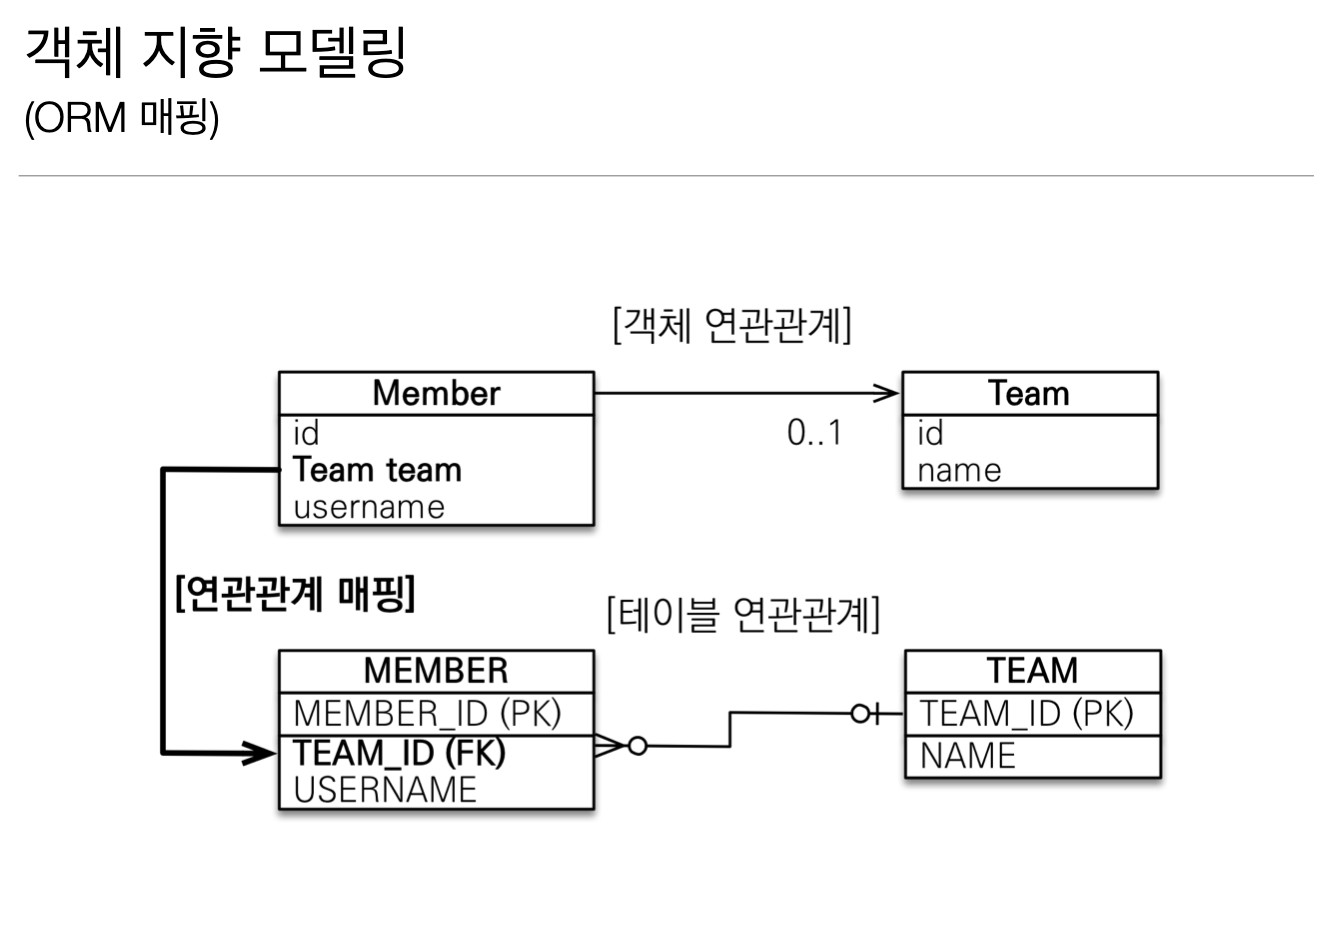 객체 지향 모델링
(ORM 매핑)
[객체 연관관계]
Member
id
Team team
username
0..1
Team
id
name
[연관관계 매핑]
[테이블 연관관계]
MEMBER
MEMBER_ID (PK)
TEAM_ID (FK)
USERNAME
TEAM
TEAM_ID (PK)
NAME